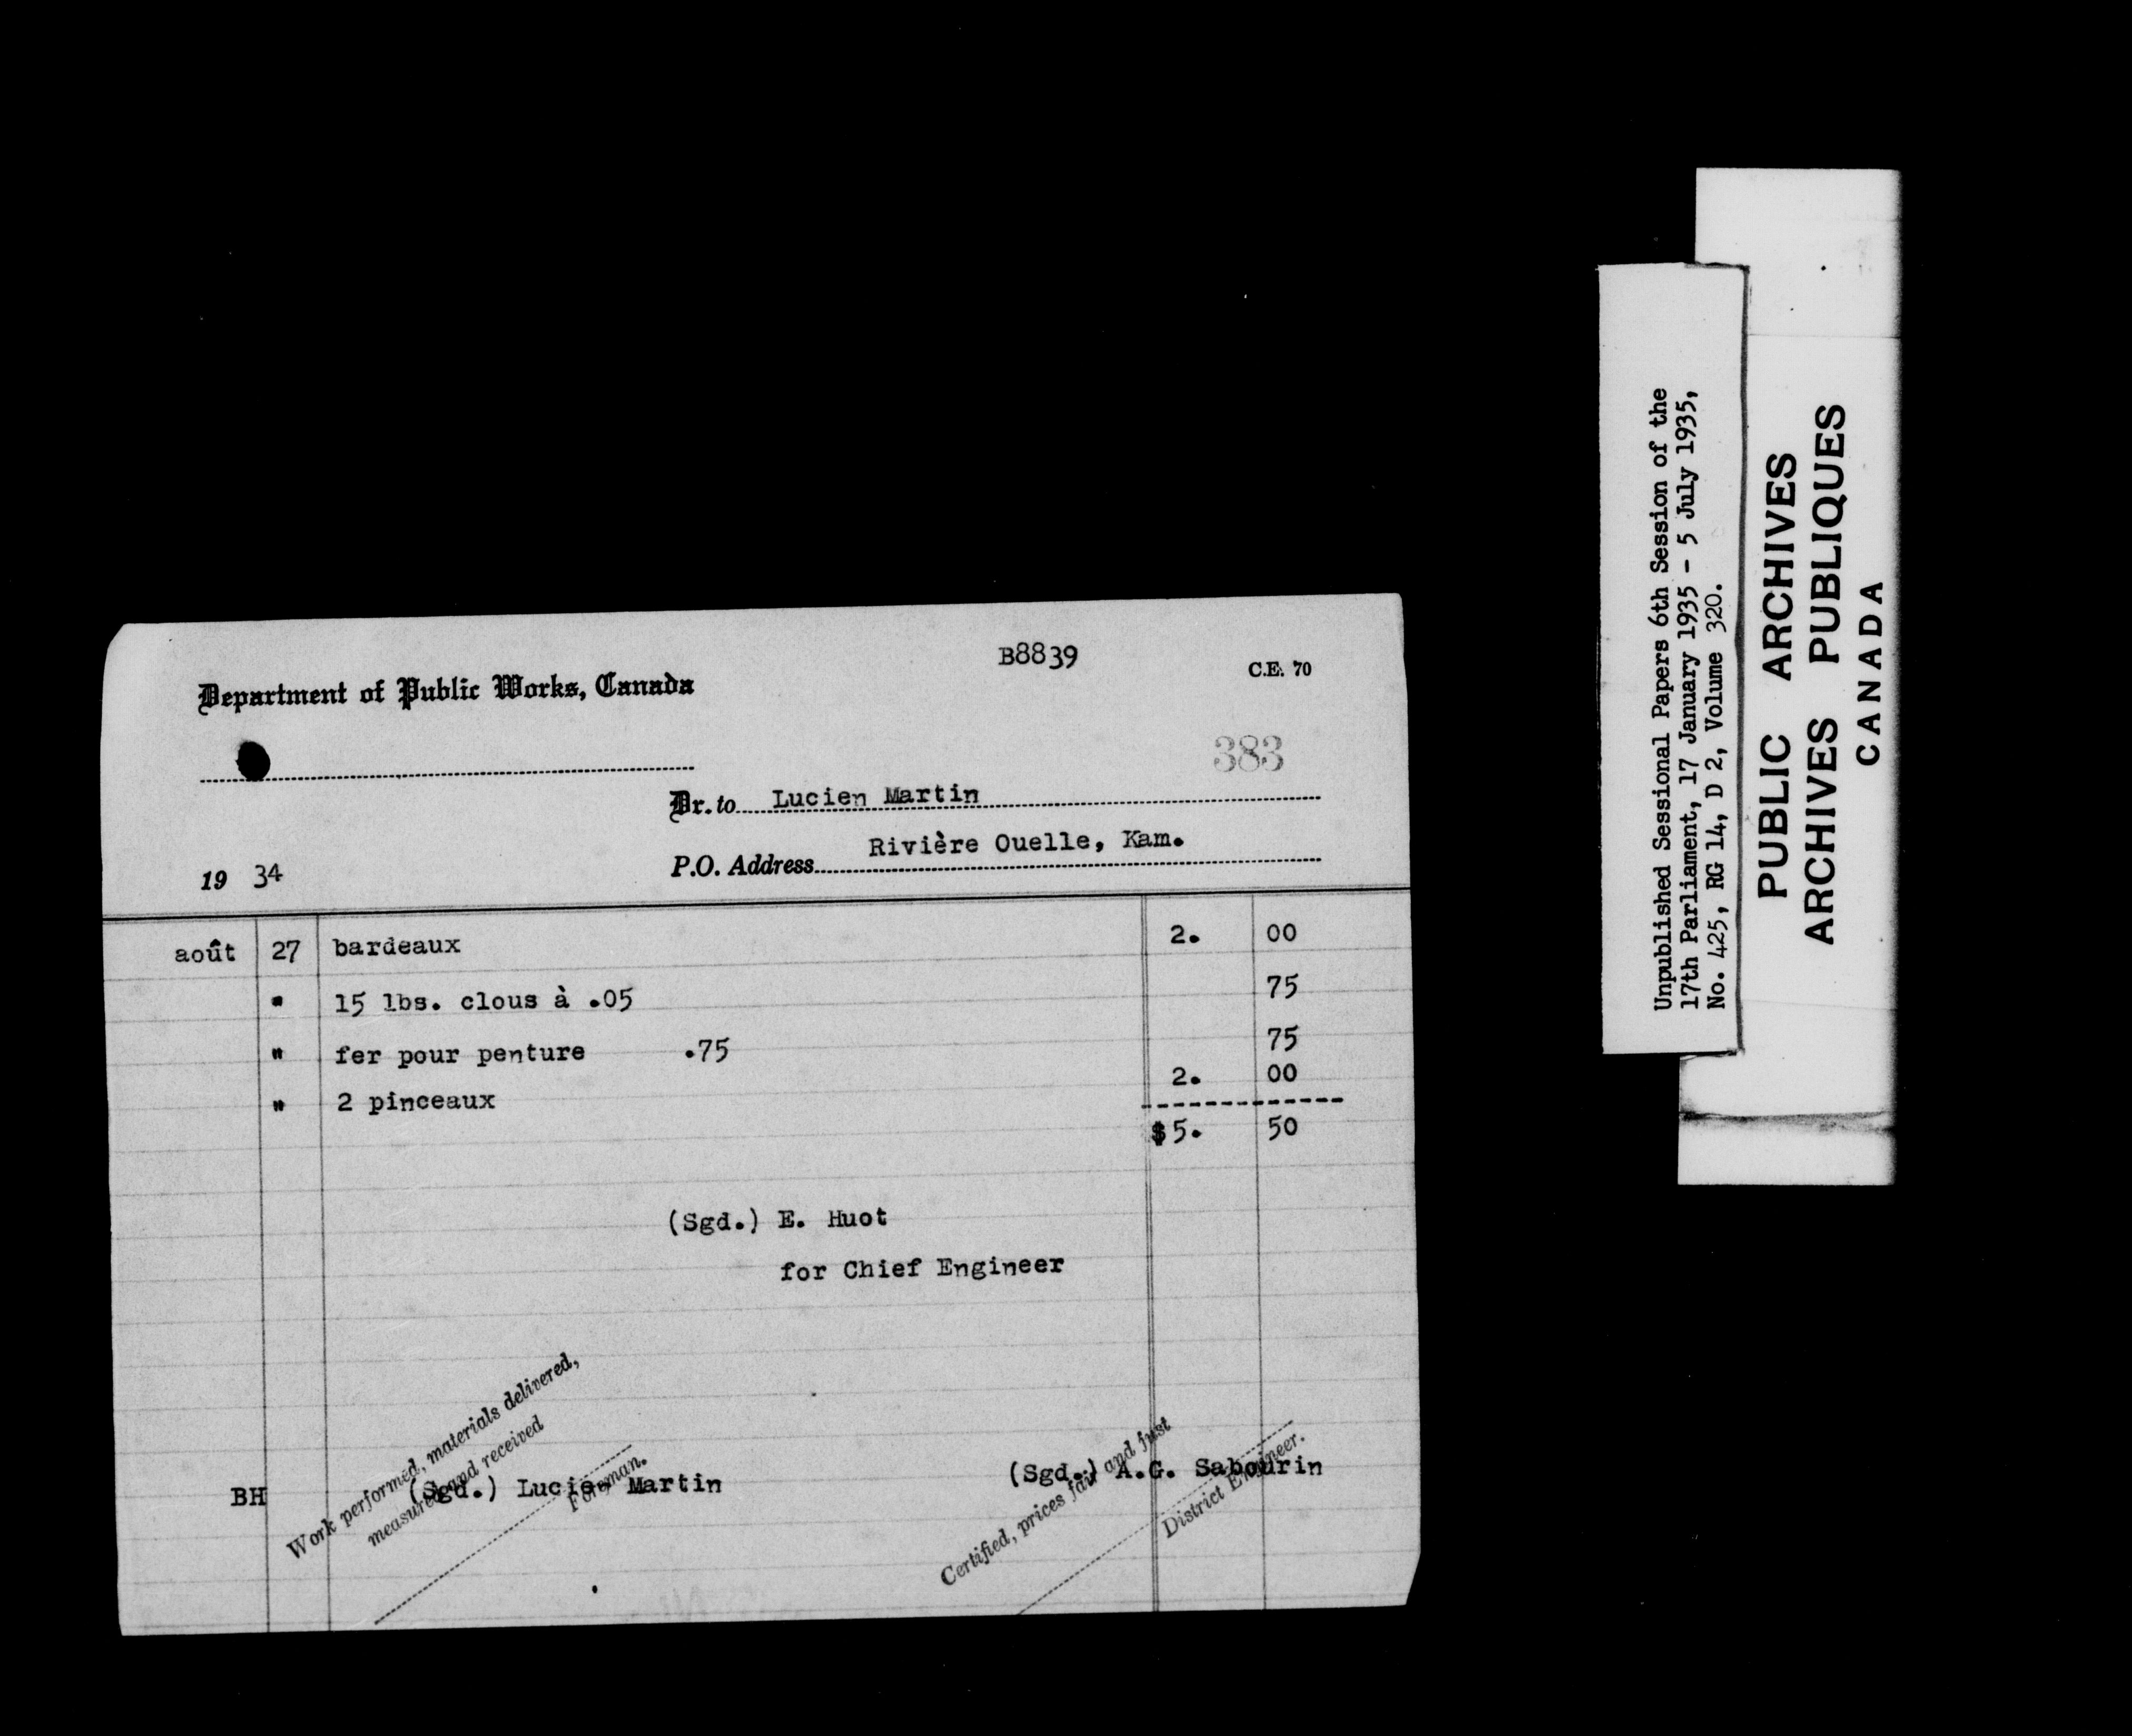 B8839
C.E. 70
Department of Public Works, Canada
383
Dr. to Lucien Martin
Rivière Ouelle, Kam.
P.O. Address
19 34
août 27 bardeaux 2. 00
" 15 lbs. clous à .05 75
" fer pour penture .75 75
" 2 pinceaux 2. 00
$5. 50
(Sgd.) E. Huot
for Chief Engineer
Work performed, materials delivered,
measured and received
Foreman.
BH (Sgd.) Lucien Martin
Certified, prices fair and just
(Sgd.) A.G. Sabourin
District Engineer.
Unpublished Sessional Papers 6th Session of the
17th Parliament, 17 January 1935 - 5 July 1935,
No. 425, RG 14, D 2, Volume 320.
PUBLIC ARCHIVES
ARCHIVES PUBLIQUES
CANADA